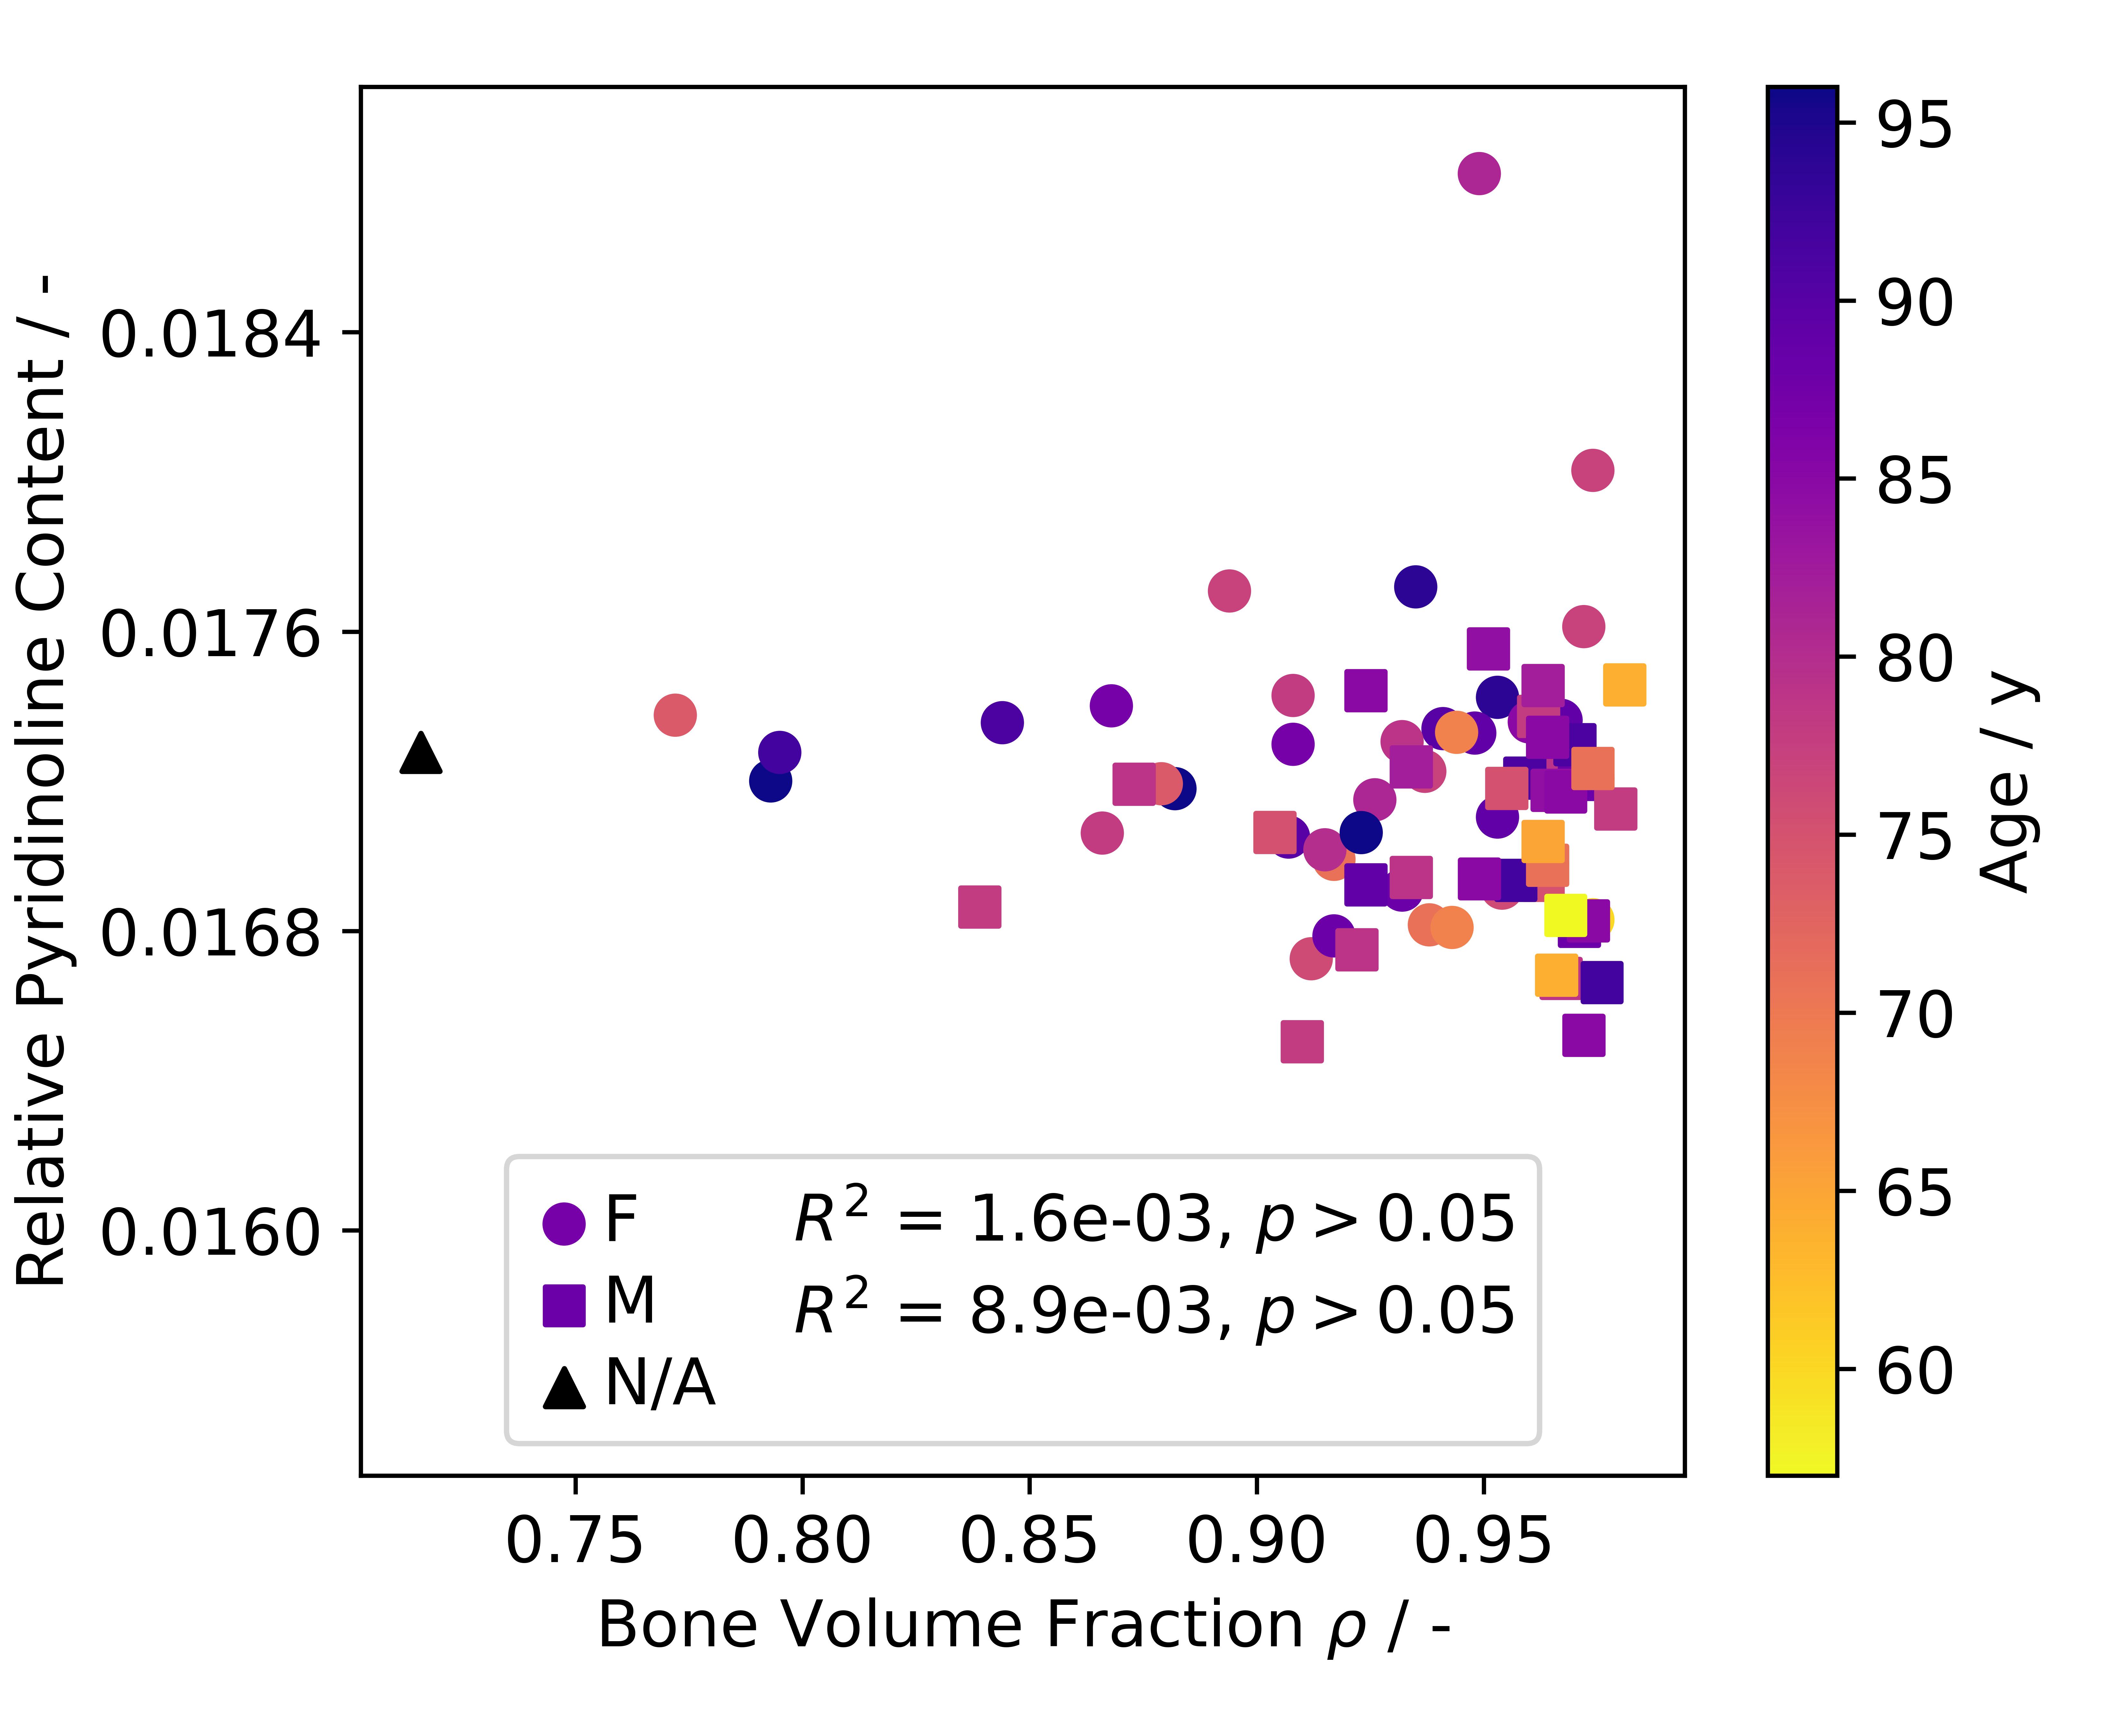 Relative Pyridinoline Content / -
0.0184
0.0176
0.0168
0.0160
F R² = 1.6e-03, p > 0.05
M R² = 8.9e-03, p > 0.05
N/A
0.75 0.80 0.85 0.90 0.95
Bone Volume Fraction ρ / -
95
90
85
80
75
70
65
60
Age / y